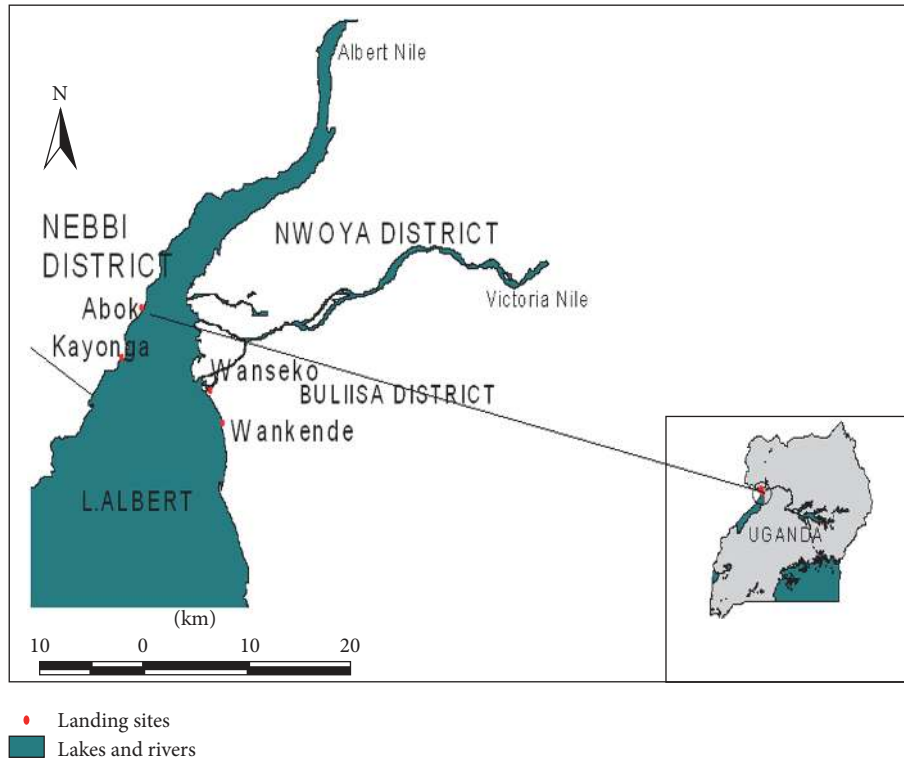 Albert Nile
N
NEBBI
DISTRICT
NWOYA DISTRICT
Victoria Nile
Abok
Kayonga
Wanseko
BULIISA DISTRICT
Wankende
L.ALBERT
UGANDA
(km)
10 0 10 20
Landing sites
Lakes and rivers